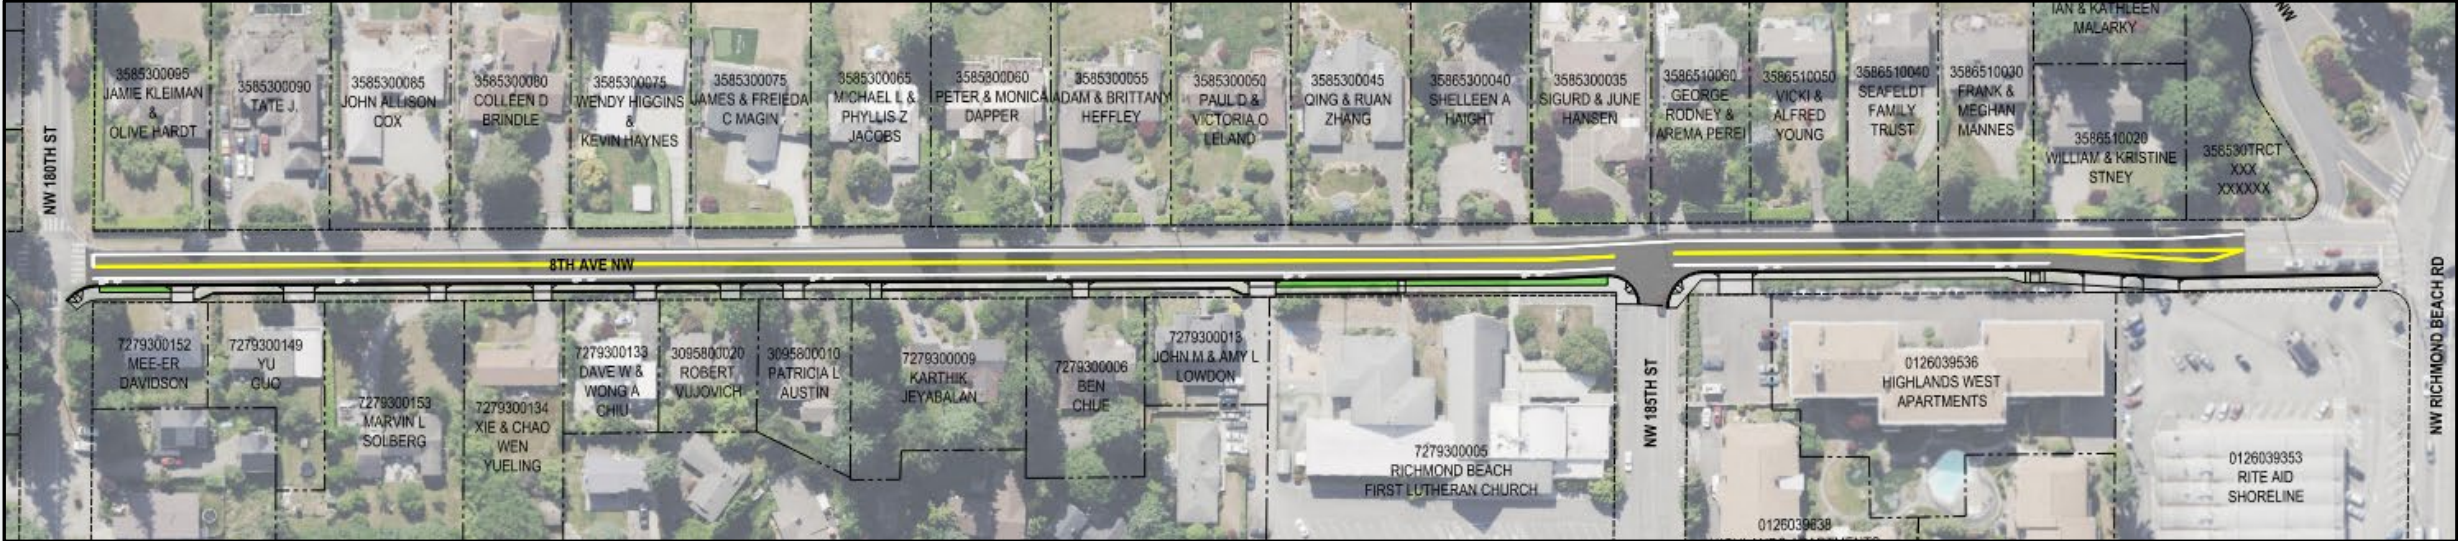 IAN & KATHLEEN
MALARKY
NW
3585300095
JAMIE KLEIMAN
&
OLIVE HARDT
3585300090
TATE J.
3585300085
JOHN ALLISON
COX
3585300080
COLLEEN D
BRINDLE
3585300075
WENDY HIGGINS
&
KEVIN HAYNES
3585300075
JAMES & FREIEDA
C MAGIN
3585300065
MICHAEL L &
PHYLLIS Z
JACOBS
3585300060
PETER & MONICA
DAPPER
3585300055
ADAM & BRITTANY
HEFFLEY
3585300050
PAUL D &
VICTORIA O
LELAND
3585300045
QING & RUAN
ZHANG
35865300040
SHELLEEN A
HAIGHT
3585300035
SIGURD & JUNE
HANSEN
3586510060
GEORGE
RODNEY &
AREMA PEREI
3586510050
VICKI &
ALFRED
YOUNG
3586510040
SEAFELDT
FAMILY
TRUST
3586510030
FRANK &
MEGHAN
MANNES
3586510020
WILLIAM & KRISTINE
STNEY
358530TRCT
XXX
XXXXXX
NW 180TH ST
8TH AVE NW
NW 185TH ST
NW RICHMOND BEACH RD
7279300152
MEE-ER
DAVIDSON
7279300149
YU
GUO
7279300153
MARVIN L
SOLBERG
7279300134
XIE & CHAO
WEN
YUELING
7279300133
DAVE W &
WONG A
CHIU
3095800020
ROBERT
VUJOVICH
3095800010
PATRICIA L
AUSTIN
7279300009
KARTHIK
JEYABALAN
7279300006
BEN
CHUE
7279300013
JOHN M & AMY L
LOWDON
7279300005
RICHMOND BEACH
FIRST LUTHERAN CHURCH
0126039536
HIGHLANDS WEST
APARTMENTS
0126039638
0126039353
RITE AID
SHORELINE